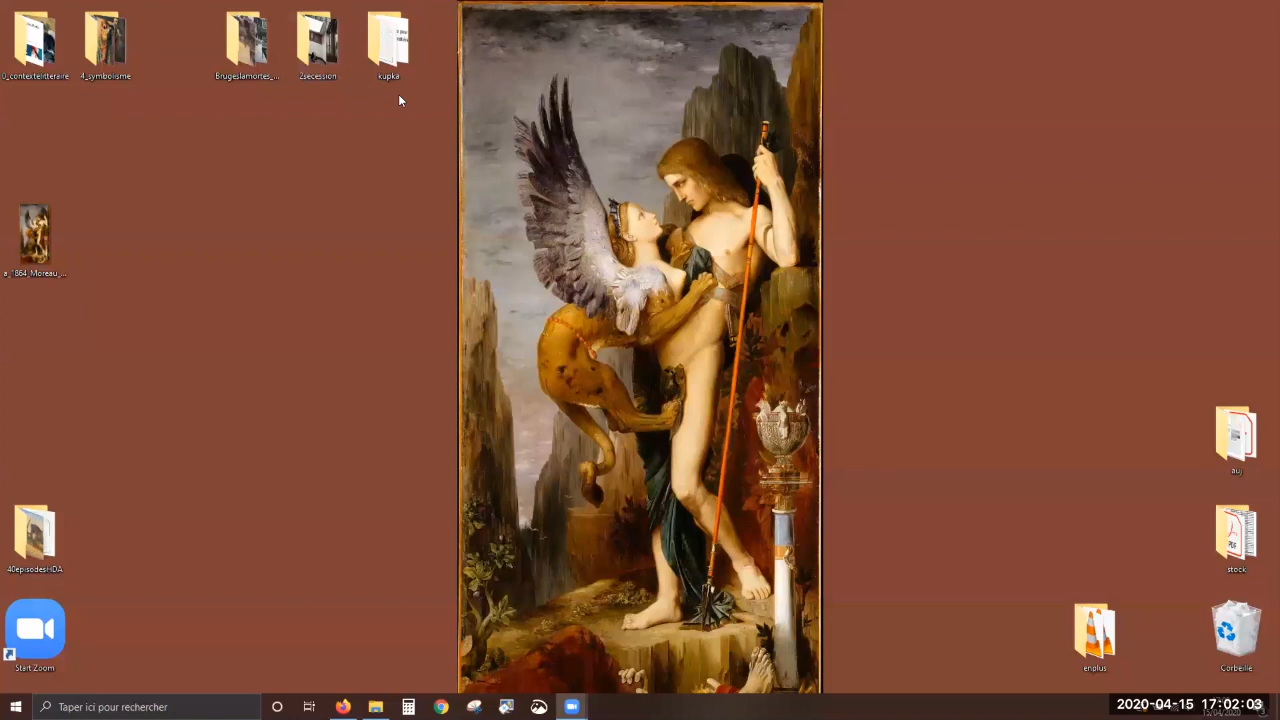 0_contextelitteraire
4_symbolisme
Brugeslamortes_...
2sécession
kupka
a_1864_Moreau_...
auj
40episodesHDA
stock
Start Zoom
enplus
Corbeille
Taper ici pour rechercher
2020-04-15 17:02:03